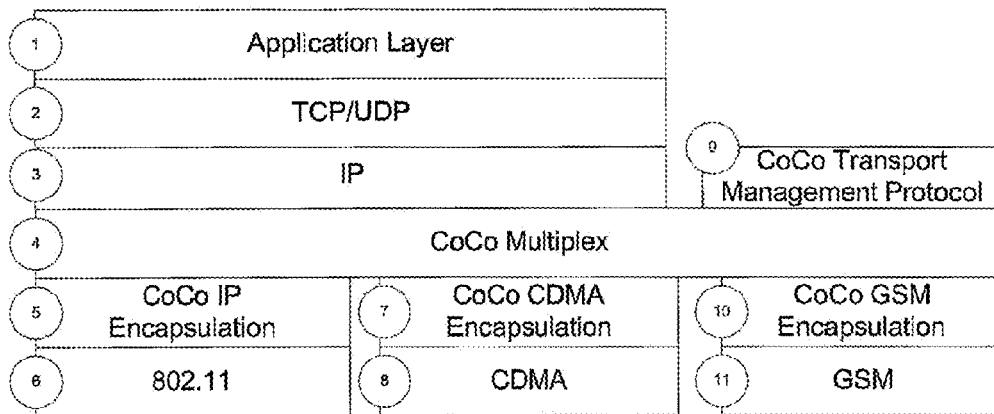 1 Application Layer
2 TCP/UDP
3 IP
9 CoCo Transport
Management Protocol
4 CoCo Multiplex
5 CoCo IP
Encapsulation
7 CoCo CDMA
Encapsulation
10 CoCo GSM
Encapsulation
6 802.11
8 CDMA
11 GSM